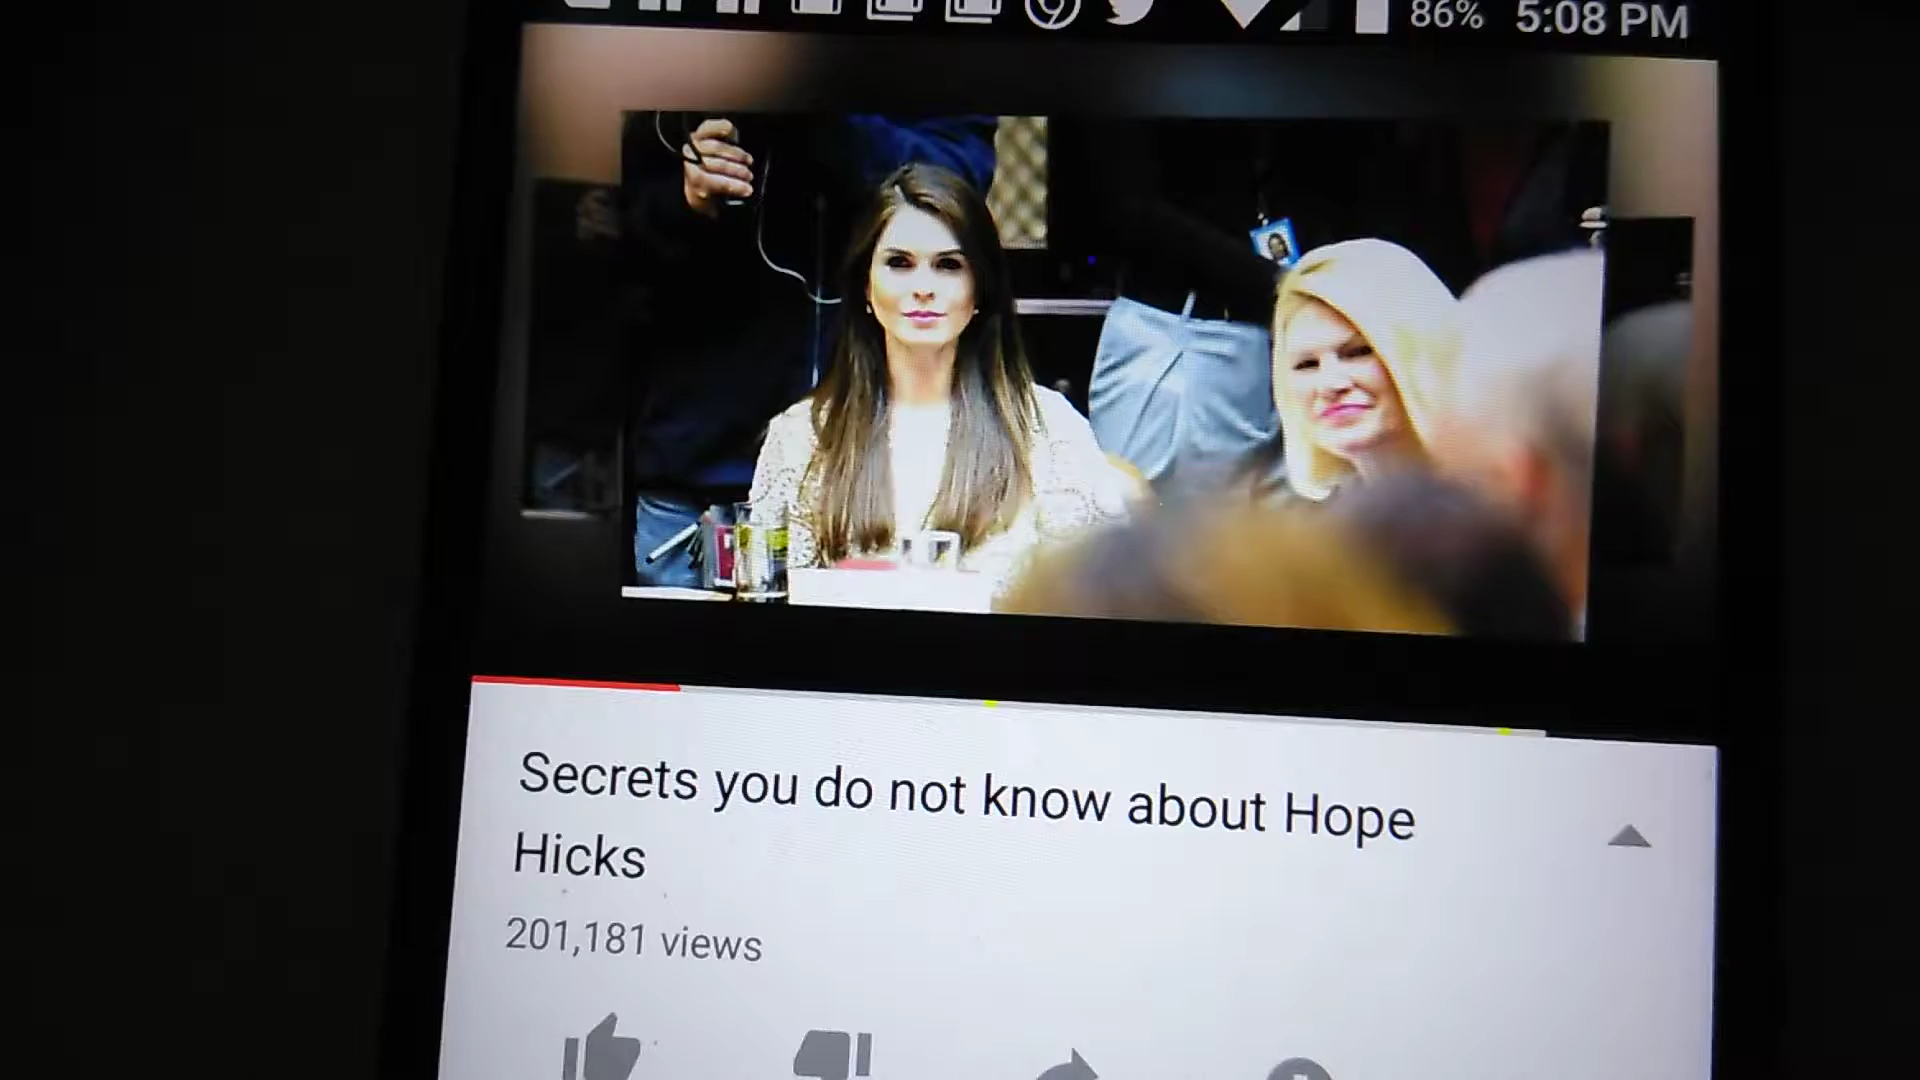 86% 5:08 PM
Secrets you do not know about Hope
Hicks
201,181 views